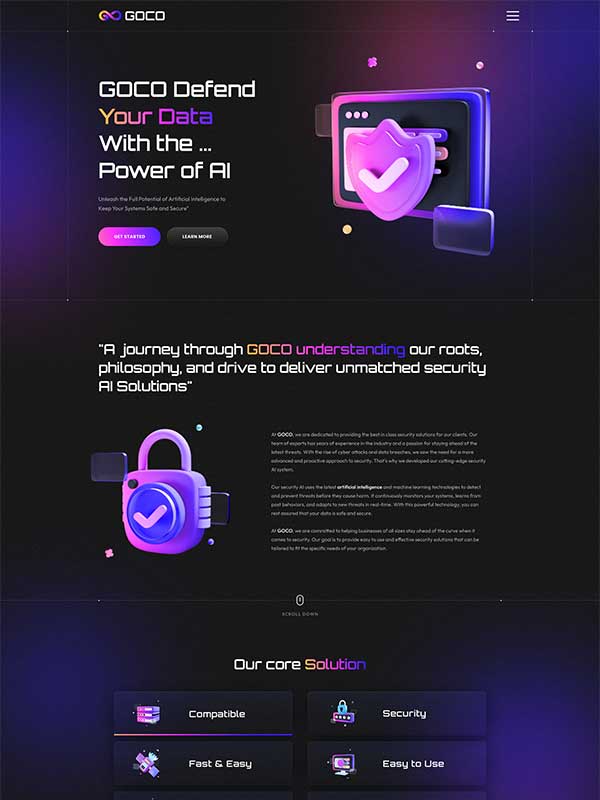 GOCO
GOCO Defend
Your Data
With the ...
Power of AI
Unleash the Full Potential of Artificial Intelligence to
Keep Your Systems Safe and Secure"
GET STARTED
LEARN MORE
"A journey through GOCO understanding our roots,
philosophy, and drive to deliver unmatched security
AI Solutions"
At GOCO, we are dedicated to providing the best in class security solutions for our clients. Our
team of experts has years of experience in the industry and a passion for staying ahead of the
latest threats. With the rise of cyber attacks and data breaches, we saw the need for a more
advanced and proactive approach to security. That's why we developed our cutting-edge security
AI system.
Our security AI uses the latest artificial intelligence and machine learning technologies to detect
and prevent threats before they cause harm. It continuously monitors your systems, learns from
past behaviors, and adapts to new threats in real-time. With this powerful technology, you can
rest assured that your data is safe and secure.
At GOCO, we are committed to helping businesses of all sizes stay ahead of the curve when it
comes to security. Our goal is to provide easy to use and effective security solutions that can be
tailored to fit the specific needs of your organization.
SCROLL DOWN
Our core Solution
Compatible
Security
Fast & Easy
Easy to Use